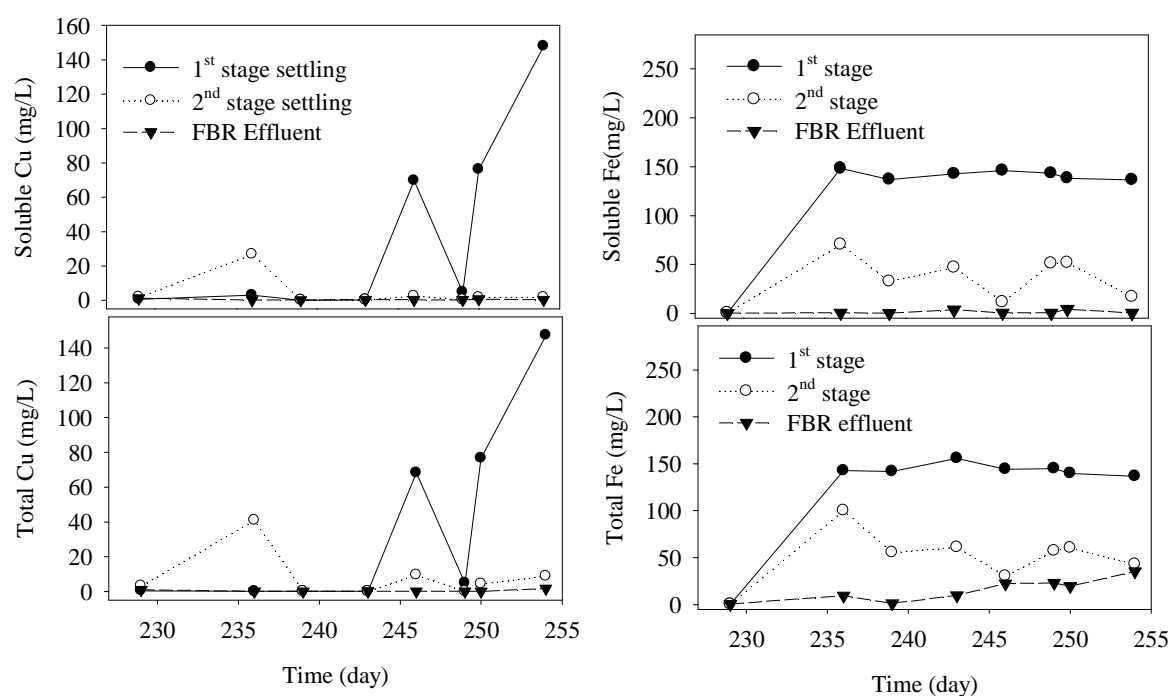 160
140
120
100
80
60
40
20
0
Soluble Cu (mg/L)
1st stage settling
2nd stage settling
FBR Effluent
250
200
150
100
50
0
Soluble Fe(mg/L)
1st stage
2nd stage
FBR Effluent
140
120
100
80
60
40
20
0
Total Cu (mg/L)
230 235 240 245 250 255
Time (day)
250
200
150
100
50
0
Total Fe (mg/L)
1st stage
2nd stage
FBR effluent
230 235 240 245 250 255
Time (day)